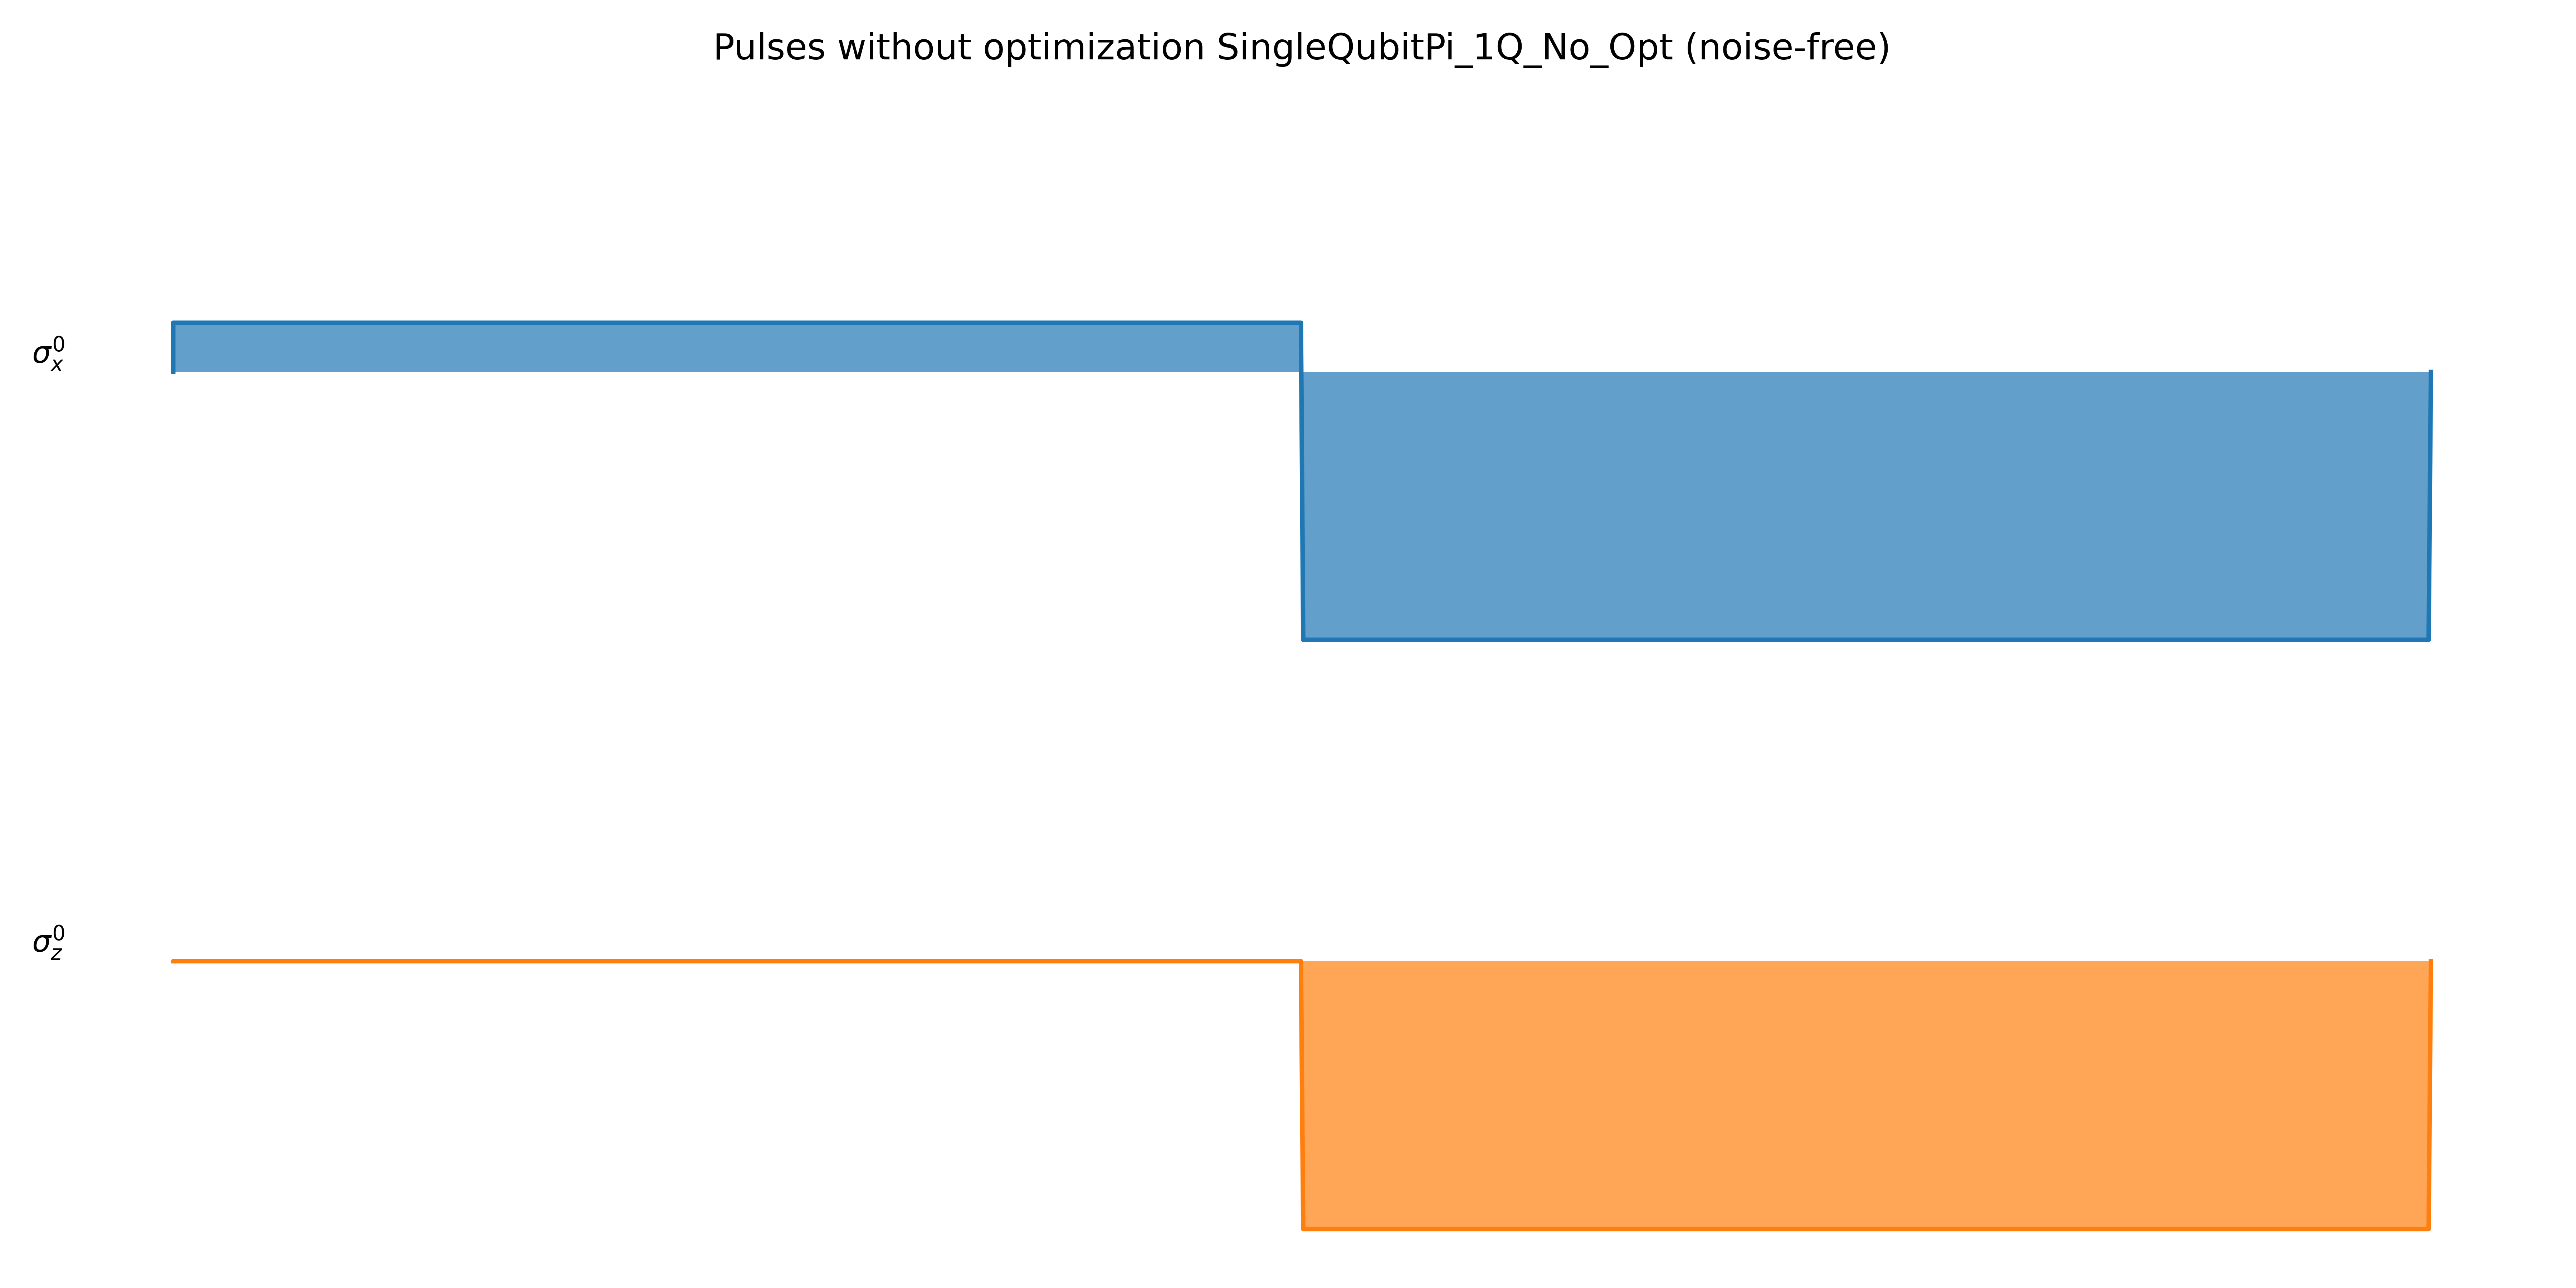 Pulses without optimization SingleQubitPi_1Q_No_Opt (noise-free)
σ_x^0
σ_z^0